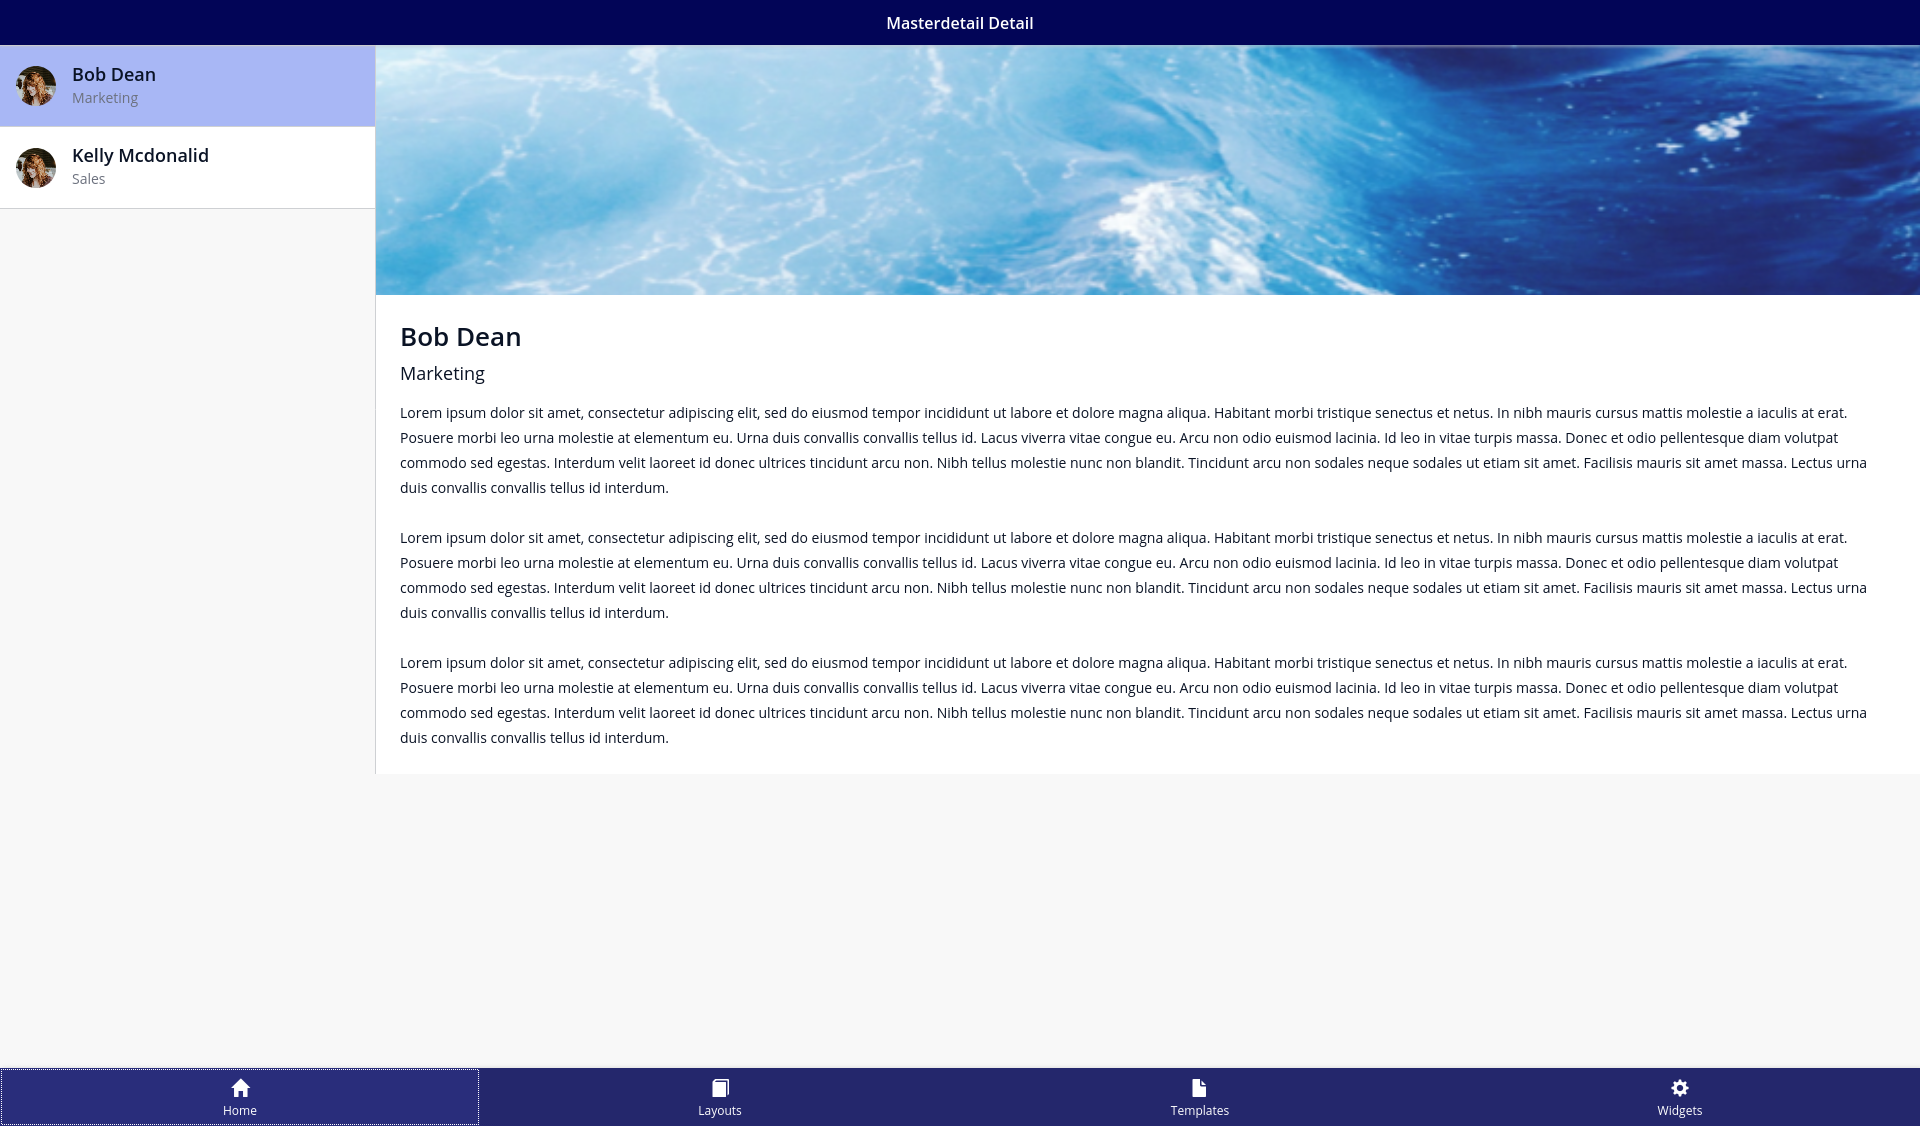 Masterdetail Detail
Bob Dean
Marketing
Kelly Mcdonalid
Sales
Bob Dean
Marketing
Lorem ipsum dolor sit amet, consectetur adipiscing elit, sed do eiusmod tempor incididunt ut labore et dolore magna aliqua. Habitant morbi tristique senectus et netus. In nibh mauris cursus mattis molestie a iaculis at erat.
Posuere morbi leo urna molestie at elementum eu. Urna duis convallis convallis tellus id. Lacus viverra vitae congue eu. Arcu non odio euismod lacinia. Id leo in vitae turpis massa. Donec et odio pellentesque diam volutpat
commodo sed egestas. Interdum velit laoreet id donec ultrices tincidunt arcu non. Nibh tellus molestie nunc non blandit. Tincidunt arcu non sodales neque sodales ut etiam sit amet. Facilisis mauris sit amet massa. Lectus urna
duis convallis convallis tellus id interdum.
Lorem ipsum dolor sit amet, consectetur adipiscing elit, sed do eiusmod tempor incididunt ut labore et dolore magna aliqua. Habitant morbi tristique senectus et netus. In nibh mauris cursus mattis molestie a iaculis at erat.
Posuere morbi leo urna molestie at elementum eu. Urna duis convallis convallis tellus id. Lacus viverra vitae congue eu. Arcu non odio euismod lacinia. Id leo in vitae turpis massa. Donec et odio pellentesque diam volutpat
commodo sed egestas. Interdum velit laoreet id donec ultrices tincidunt arcu non. Nibh tellus molestie nunc non blandit. Tincidunt arcu non sodales neque sodales ut etiam sit amet. Facilisis mauris sit amet massa. Lectus urna
duis convallis convallis tellus id interdum.
Lorem ipsum dolor sit amet, consectetur adipiscing elit, sed do eiusmod tempor incididunt ut labore et dolore magna aliqua. Habitant morbi tristique senectus et netus. In nibh mauris cursus mattis molestie a iaculis at erat.
Posuere morbi leo urna molestie at elementum eu. Urna duis convallis convallis tellus id. Lacus viverra vitae congue eu. Arcu non odio euismod lacinia. Id leo in vitae turpis massa. Donec et odio pellentesque diam volutpat
commodo sed egestas. Interdum velit laoreet id donec ultrices tincidunt arcu non. Nibh tellus molestie nunc non blandit. Tincidunt arcu non sodales neque sodales ut etiam sit amet. Facilisis mauris sit amet massa. Lectus urna
duis convallis convallis tellus id interdum.
Home
Layouts
Templates
Widgets